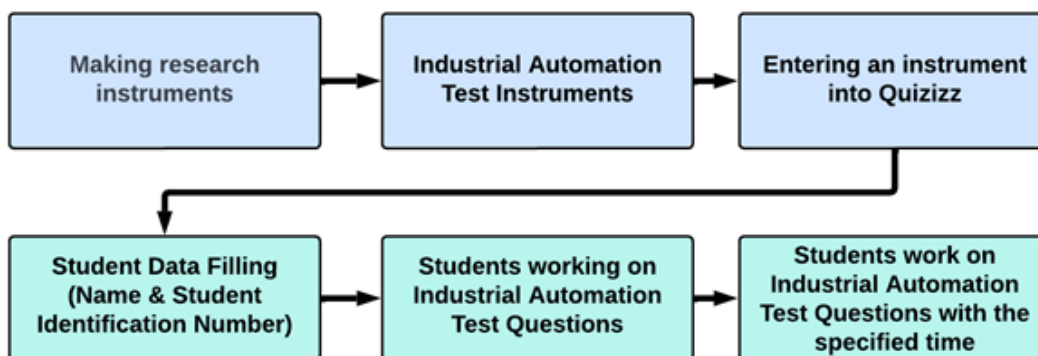 Making research
instruments
Industrial Automation
Test Instruments
Entering an instrument
into Quizizz
Student Data Filling
(Name & Student
Identification Number)
Students working on
Industrial Automation
Test Questions
Students work on
Industrial Automation
Test Questions with the
specified time